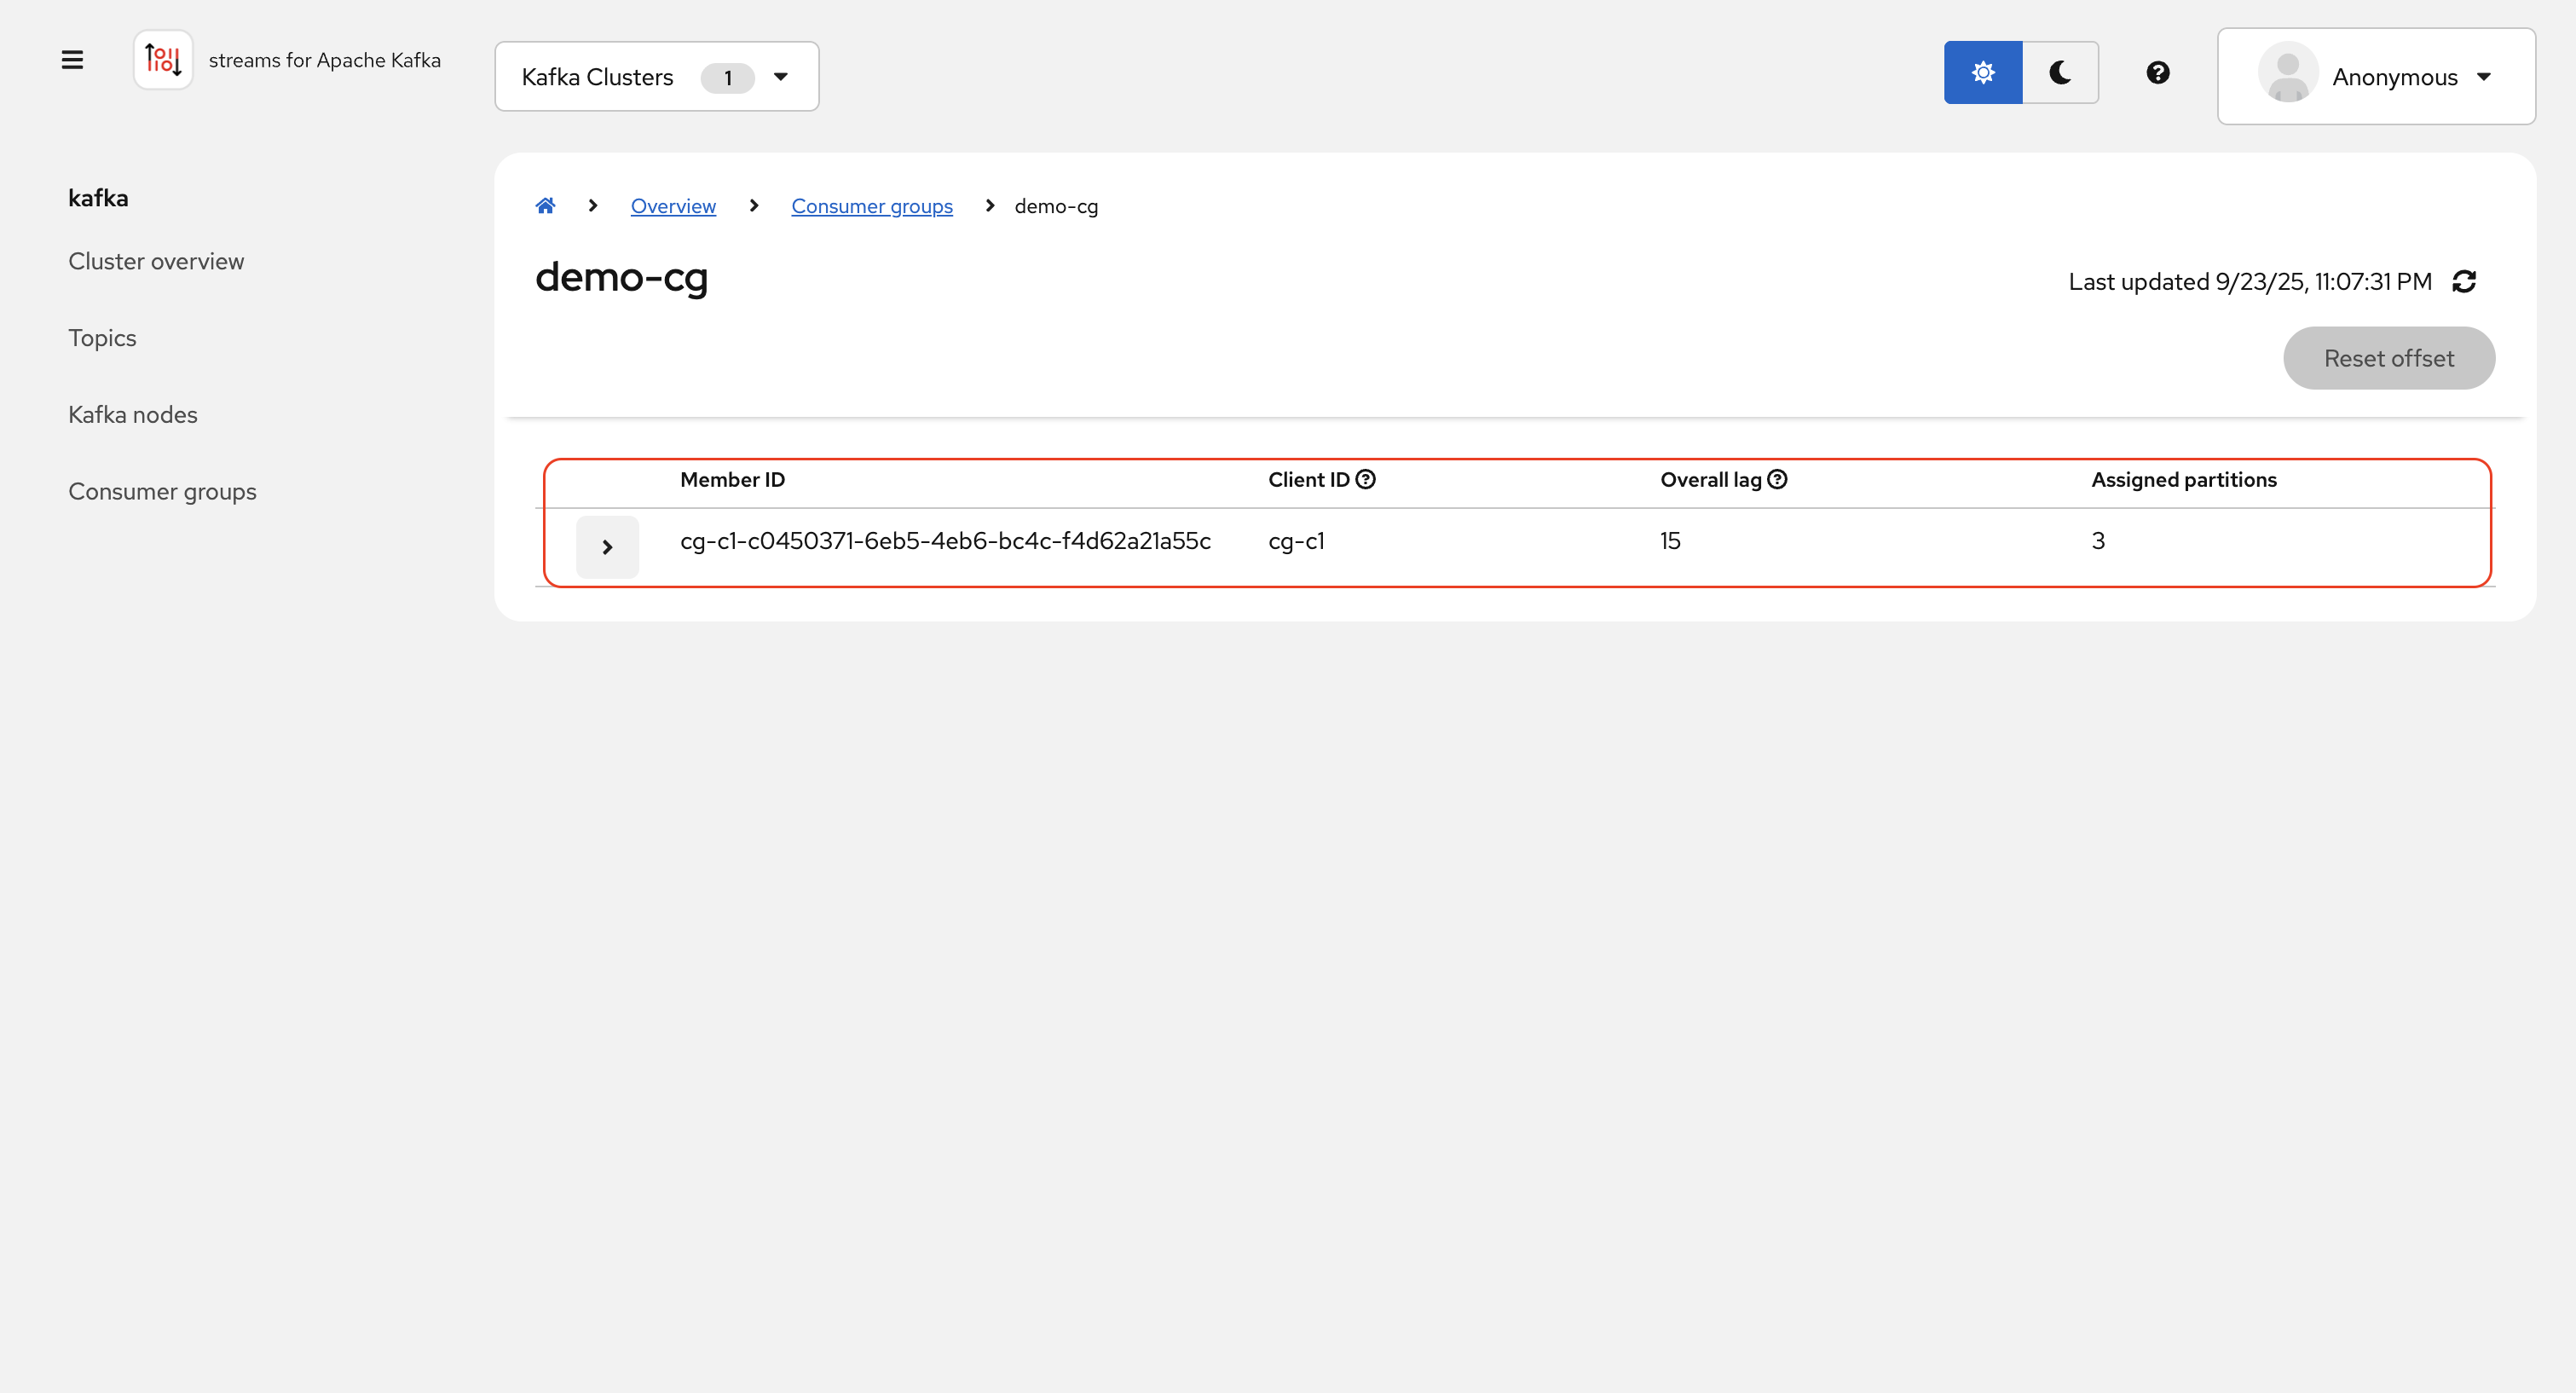 streams for Apache Kafka
Kafka Clusters 1
Anonymous
kafka
Cluster overview
Topics
Kafka nodes
Consumer groups
Overview
Consumer groups
demo-cg
demo-cg
Last updated 9/23/25, 11:07:31 PM
Reset offset
Member ID Client ID Overall lag Assigned partitions
cg-c1-c0450371-6eb5-4eb6-bc4c-f4d62a21a55c cg-c1 15 3